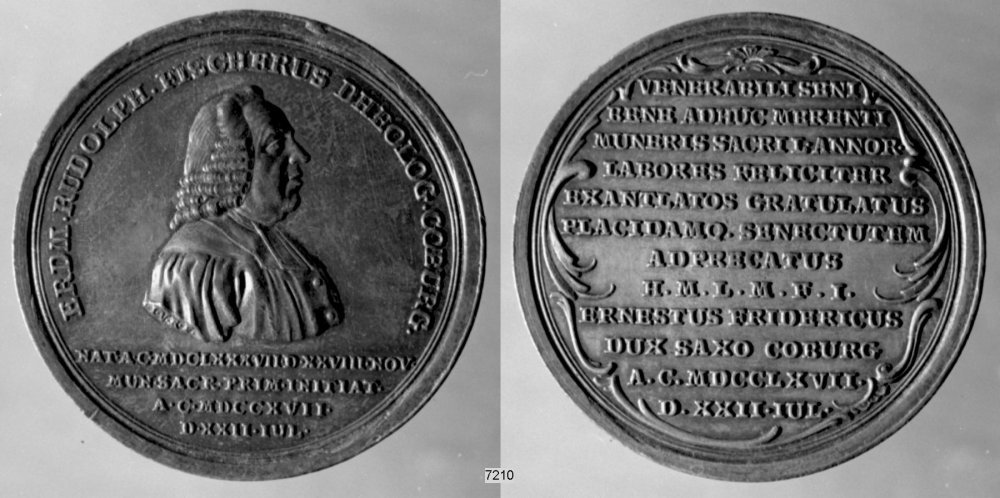 ERDM. RUDOLPH. FISCHERUS DHEOLOG. COBURG.
NAT. A. C. MDCLXXXVII. D. XXVIII. NOV.
MUN. SACR. PRIM. INITIAT.
A. C. MDCCXVII.
D. XXII. IUL.
VENERABILI SENI
BENE ADHUC MERENTI
MUNERIS SACRI L. ANNOR.
LABORES FELICITER
EXANTLATOS GRATULATUS
PLACIDAMQ. SENECTUTEM
ADPRECATUS
H. M. L. M. F. I.
ERNESTUS FRIDERICUS
DUX SAXO COBURG
A. C. MDCCLXVII.
D. XXII. IUL.
7210